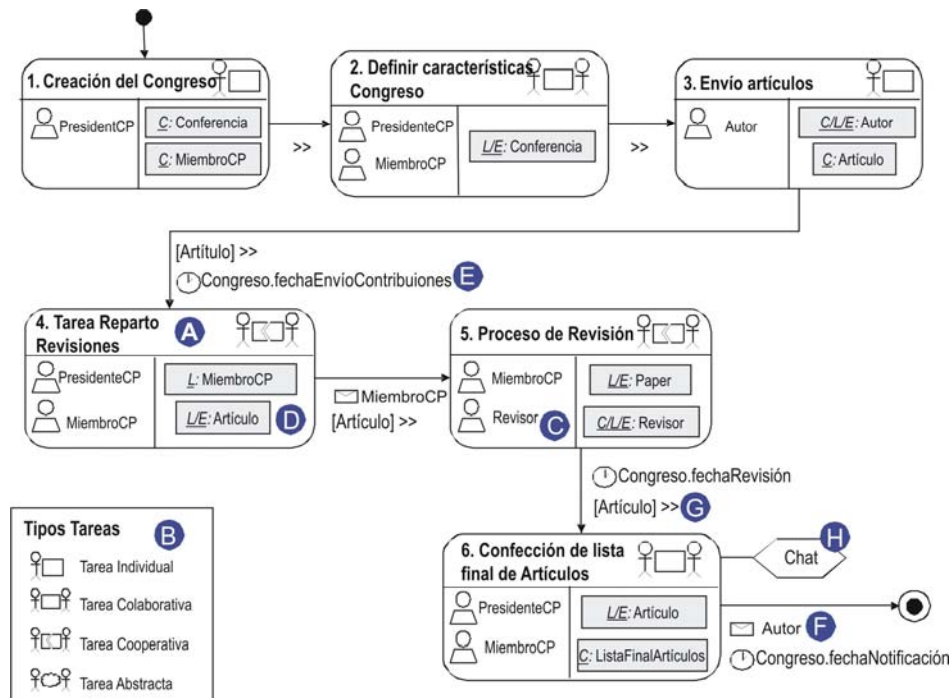 1. Creación del Congreso
PresidentCP
C: Conferencia
C: MiembroCP
>>
2. Definir características
Congreso
PresidenteCP
MiembroCP
L/E: Conferencia
>>
3. Envío artículos
Autor
C/L/E: Autor
C: Artículo
[Artítulo] >>
Congreso.fechaEnvíoContribuiones E
4. Tarea Reparto
Revisiones
A
PresidenteCP
MiembroCP
L: MiembroCP
L/E: Artículo D
MiembroCP
[Artículo] >>
5. Proceso de Revisión
MiembroCP
Revisor C
L/E: Paper
C/L/E: Revisor
Congreso.fechaRevisión
[Artículo] >> G
Tipos Tareas B
Tarea Individual
Tarea Colaborativa
Tarea Cooperativa
Tarea Abstracta
6. Confección de lista
final de Artículos
PresidenteCP
MiembroCP
L/E: Artículo
C: ListaFinalArtículos
H
Chat
Autor F
Congreso.fechaNotificación